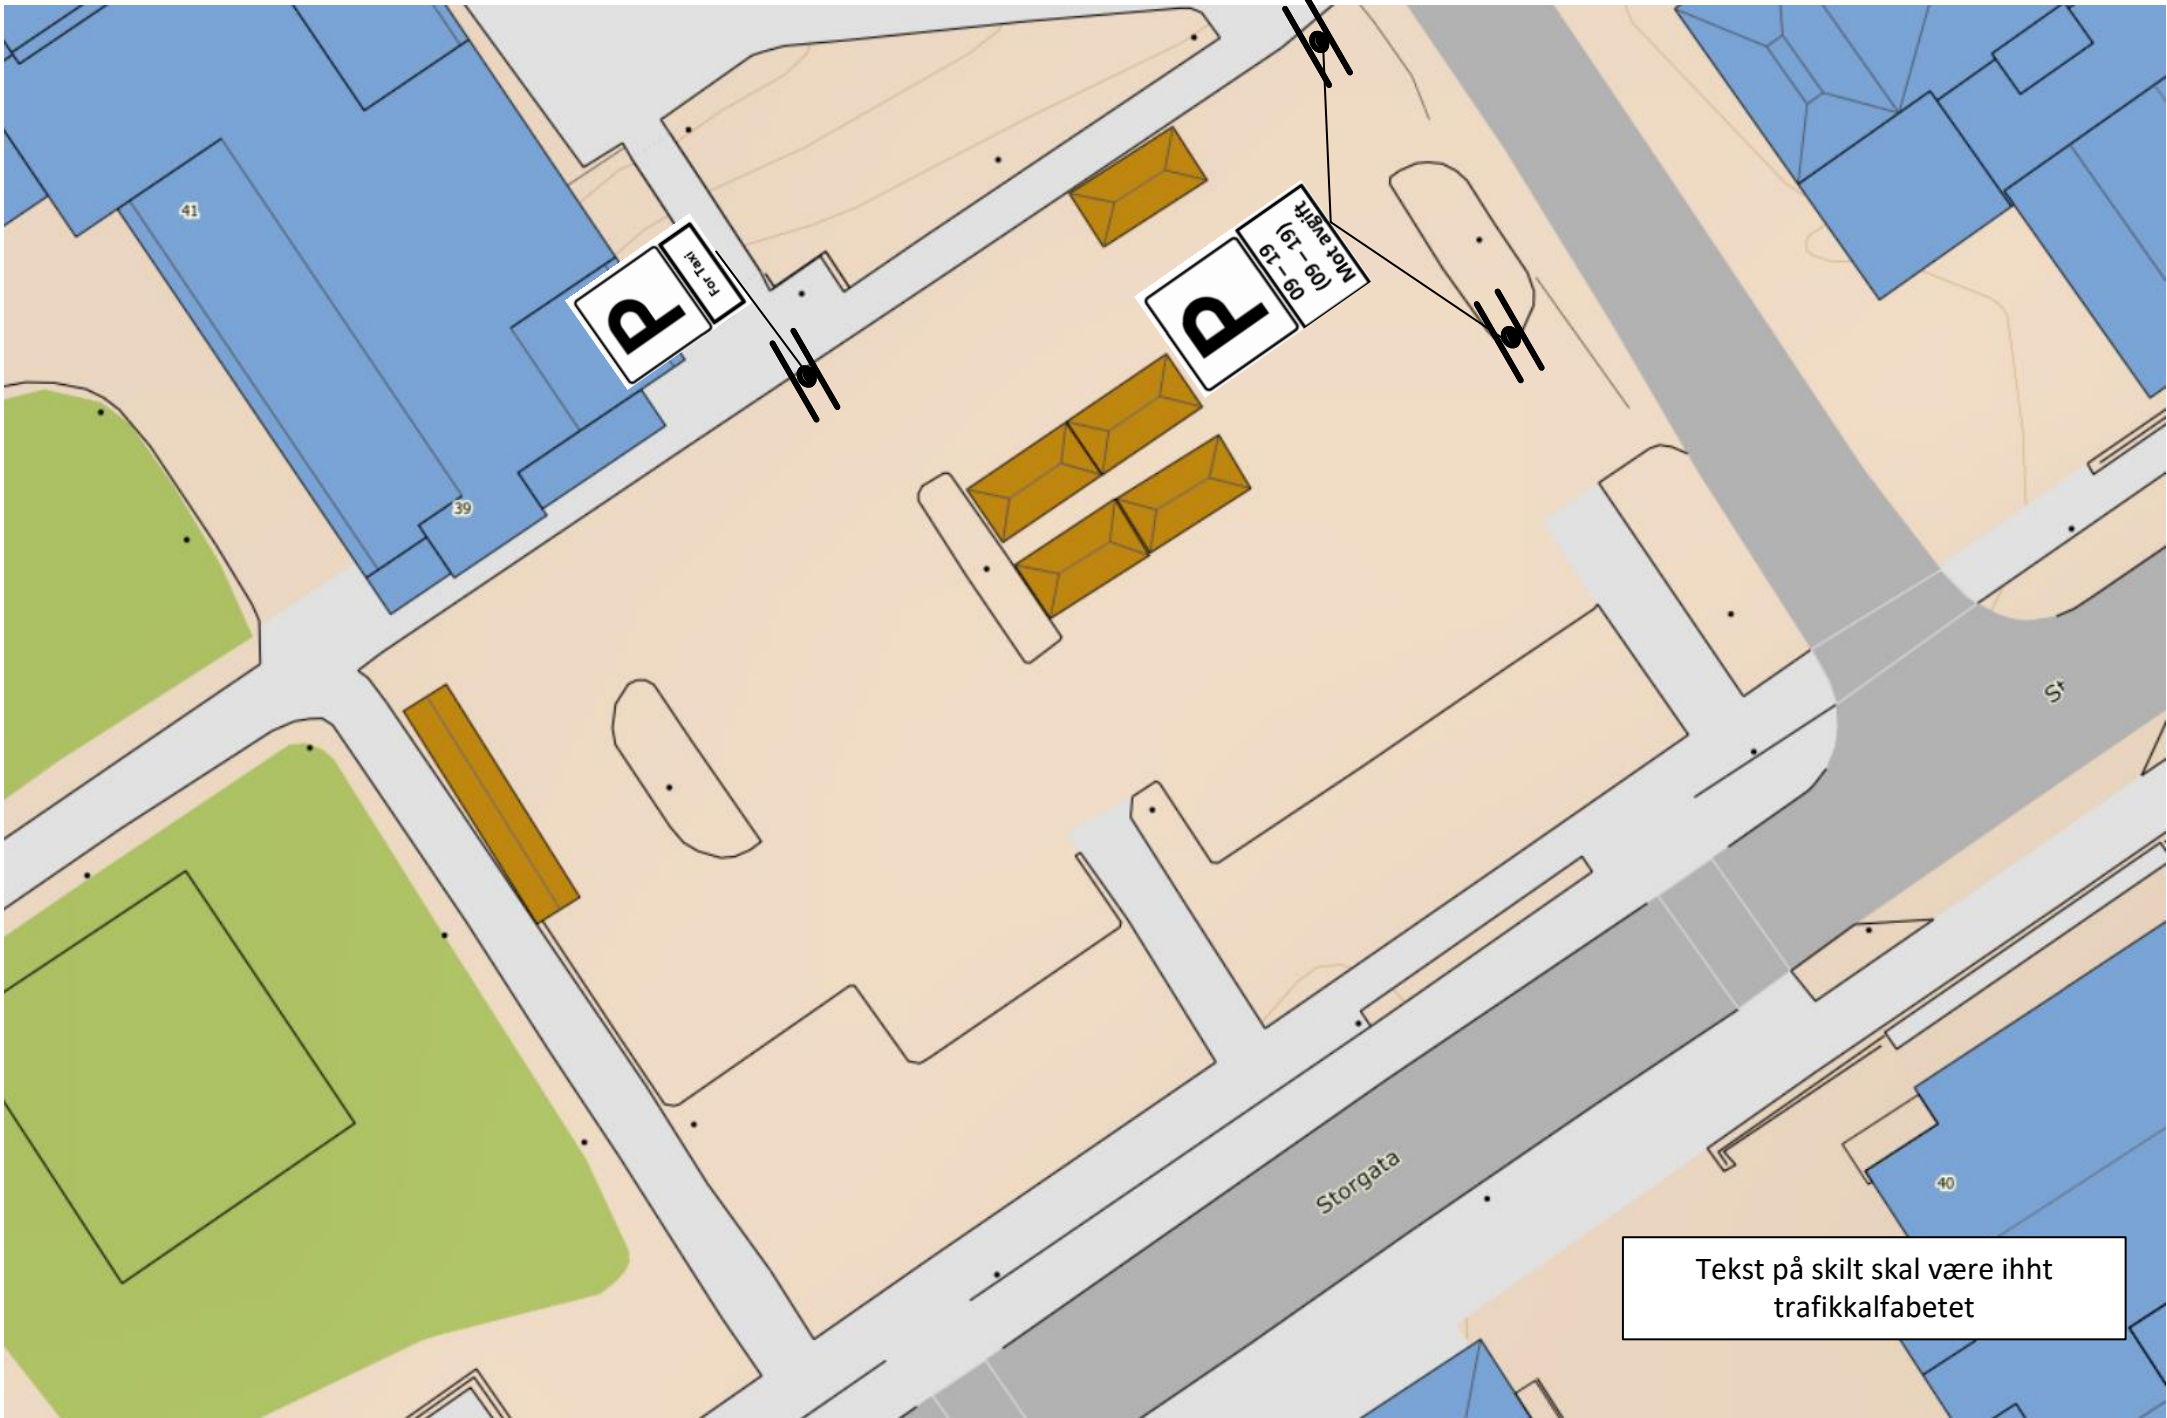 41
P
For Taxi
P
09 – 19
(09 – 19)
Mot avgift
39
St
Storgata
40
Tekst på skilt skal være ihht
trafikkalfabetet